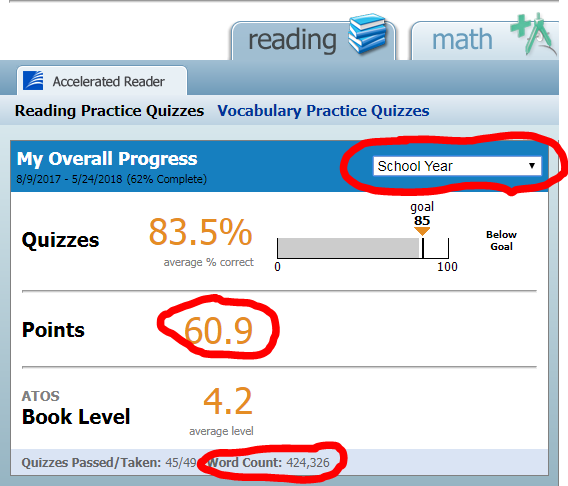 reading math
Accelerated Reader
Reading Practice Quizzes Vocabulary Practice Quizzes
My Overall Progress
8/9/2017 - 5/24/2018 (62% Complete)
School Year
Quizzes
83.5%
average % correct
goal
85
0
100
Below
Goal
Points
60.9
ATOS
Book Level
4.2
average level
Quizzes Passed/Taken: 45/49 Word Count: 424,326